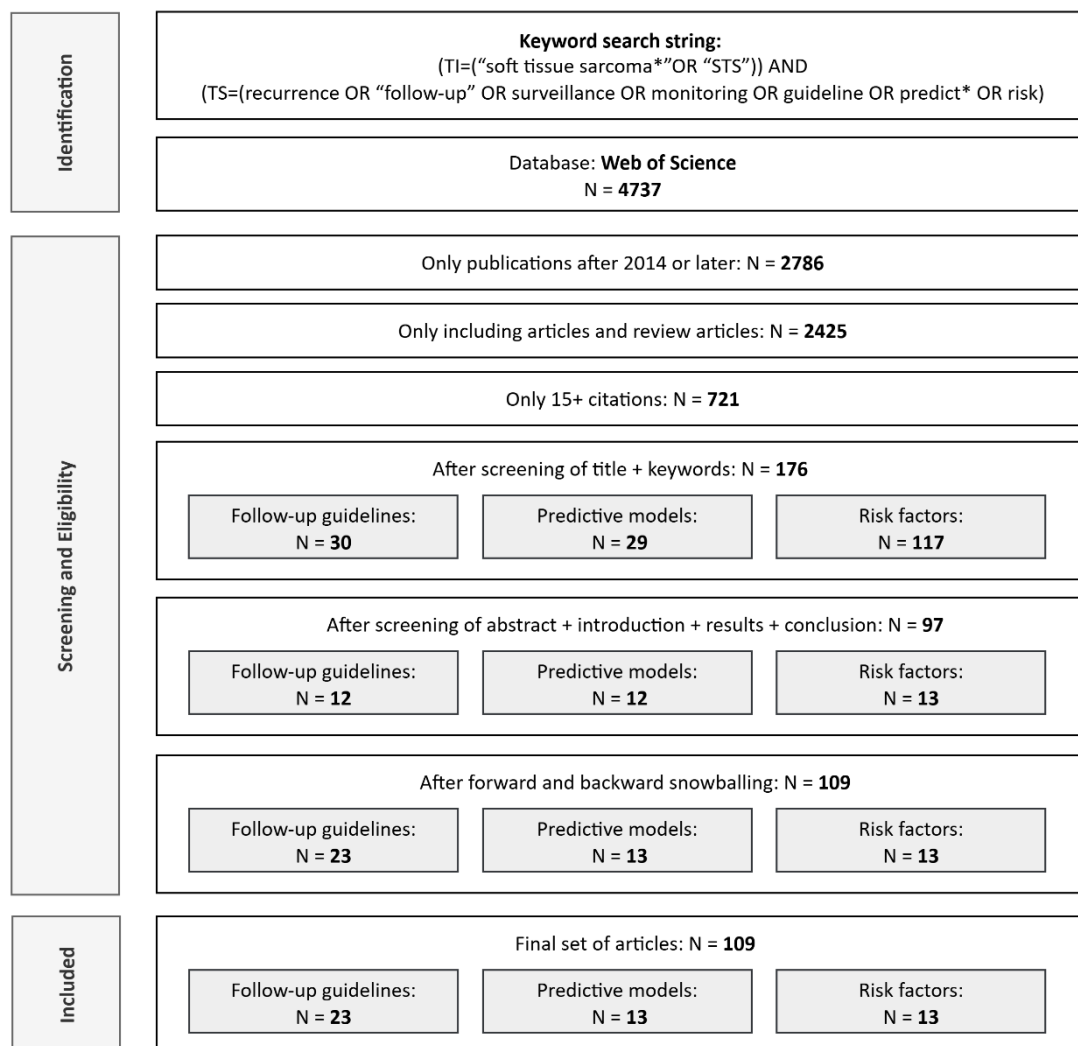 Identification
Keyword search string:
(TI=(“soft tissue sarcoma*”OR “STS”)) AND
(TS=(recurrence OR “follow-up” OR surveillance OR monitoring OR guideline OR predict* OR risk)
Database: Web of Science
N = 4737
Screening and Eligibility
Only publications after 2014 or later: N = 2786
Only including articles and review articles: N = 2425
Only 15+ citations: N = 721
After screening of title + keywords: N = 176
Follow-up guidelines:
N = 30
Predictive models:
N = 29
Risk factors:
N = 117
After screening of abstract + introduction + results + conclusion: N = 97
Follow-up guidelines:
N = 12
Predictive models:
N = 12
Risk factors:
N = 13
After forward and backward snowballing: N = 109
Follow-up guidelines:
N = 23
Predictive models:
N = 13
Risk factors:
N = 13
Included
Final set of articles: N = 109
Follow-up guidelines:
N = 23
Predictive models:
N = 13
Risk factors:
N = 13